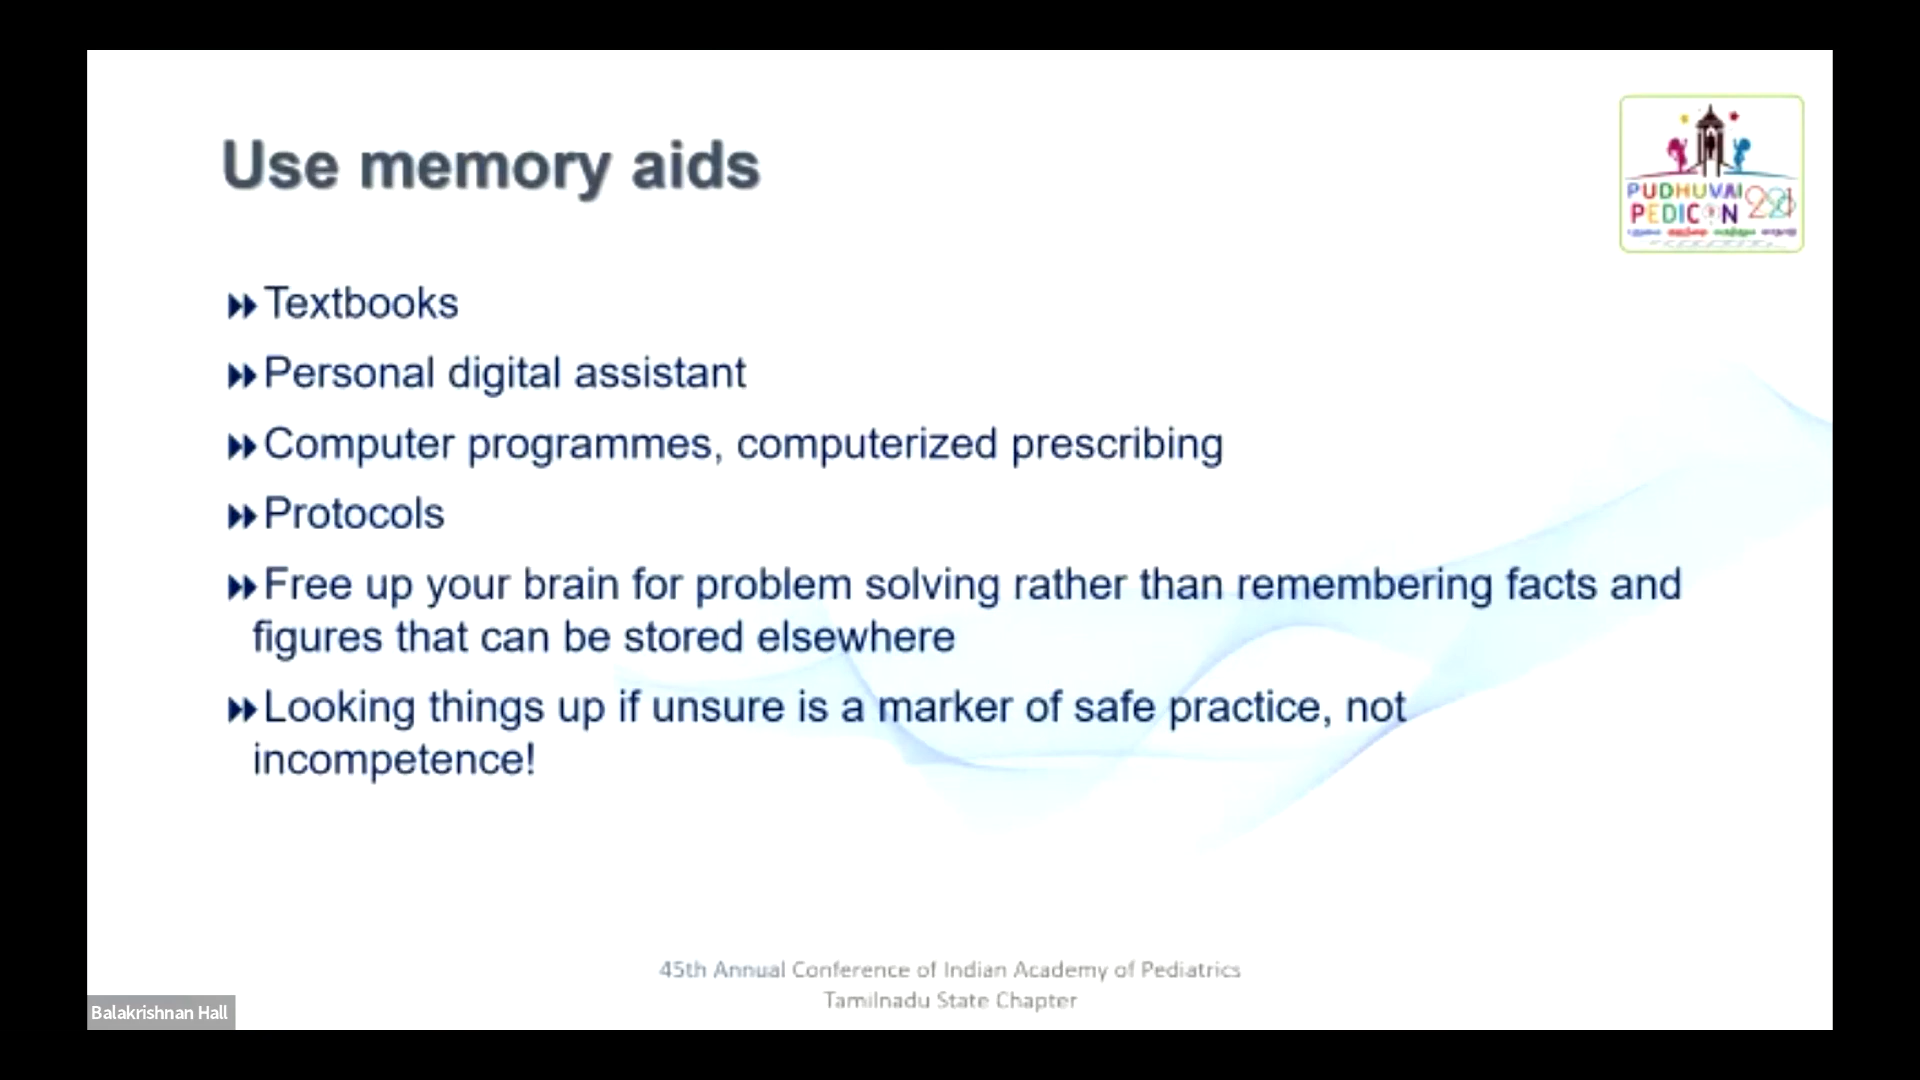 Use memory aids
PUDHUVAI
PEDICON
Textbooks
Personal digital assistant
Computer programmes, computerized prescribing
Protocols
Free up your brain for problem solving rather than remembering facts and
figures that can be stored elsewhere
Looking things up if unsure is a marker of safe practice, not
incompetence!
45th Annual Conference of Indian Academy of Pediatrics
Tamilnadu State Chapter
Balakrishnan Hall